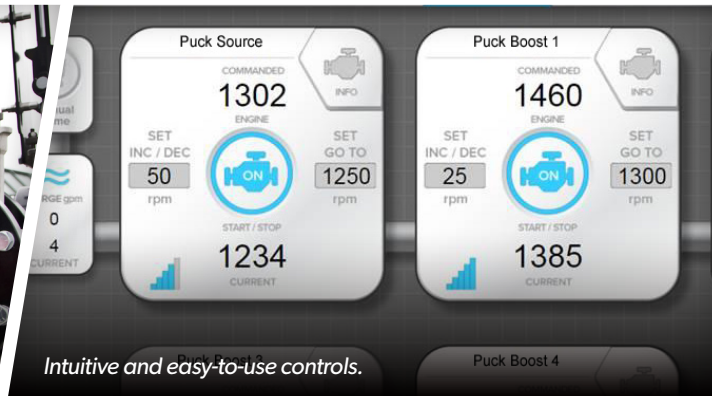 Puck Source
COMMANDED
1302
ENGINE
INFO
SET
INC / DEC
50
rpm
ON
SET
GO TO
1250
rpm
START / STOP
1234
CURRENT
Puck Boost 1
COMMANDED
1460
ENGINE
INFO
SET
INC / DEC
25
rpm
ON
SET
GO TO
1300
rpm
START / STOP
1385
CURRENT
gpm
0
4
CURRENT
Puck Boost 4
Intuitive and easy-to-use controls.